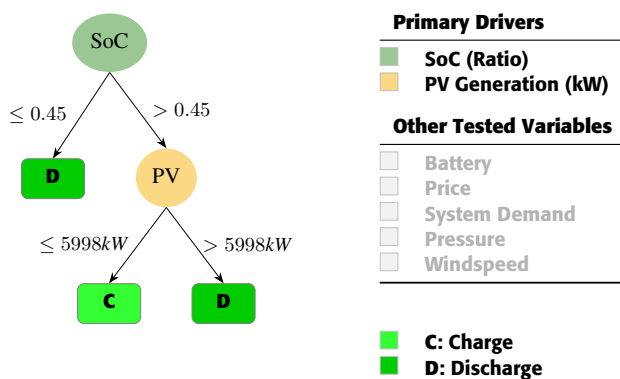 SoC
≤ 0.45
> 0.45
D
PV
≤ 5998kW
> 5998kW
C
D
Primary Drivers
SoC (Ratio)
PV Generation (kW)
Other Tested Variables
Battery
Price
System Demand
Pressure
Windspeed
C: Charge
D: Discharge